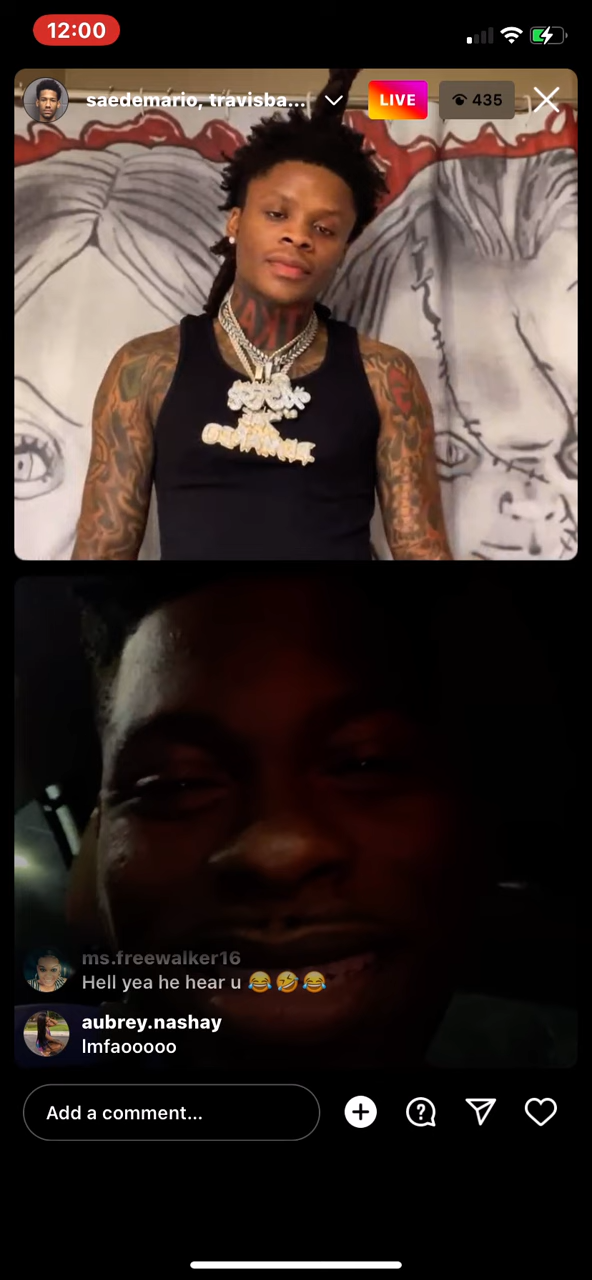 12:00
saedemario, travisba...
LIVE
435
ms.freewalker16
Hell yea he hear u 😂🤣😂
aubrey.nashay
lmfaooooo
Add a comment...